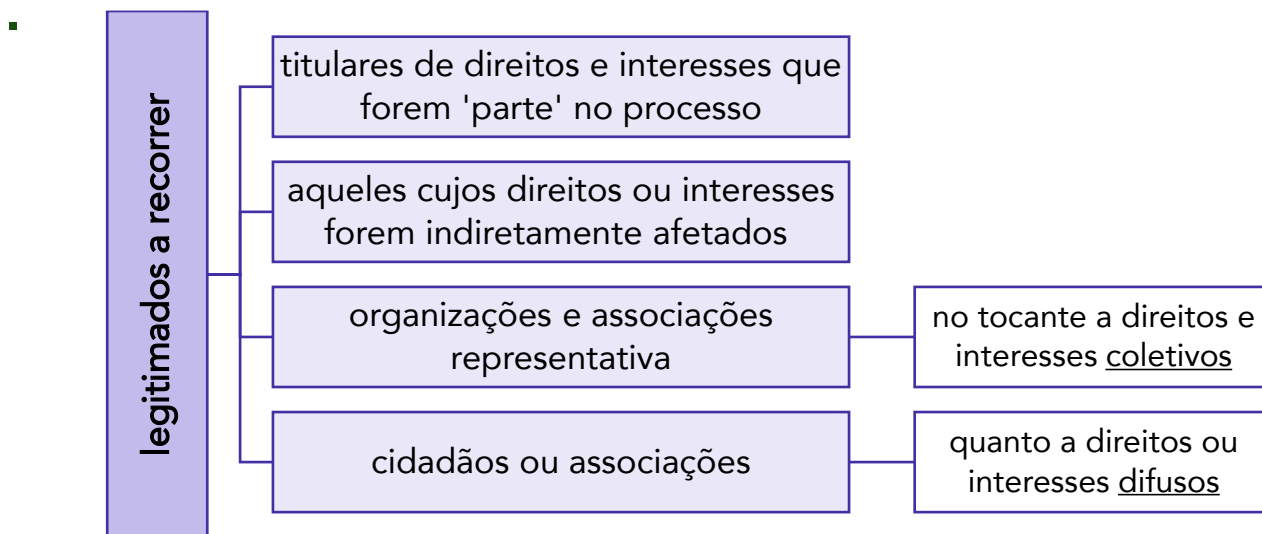 legitimados a recorrer
titulares de direitos e interesses que
forem 'parte' no processo
aqueles cujos direitos ou interesses
forem indiretamente afetados
organizações e associações
representativa
no tocante a direitos e
interesses coletivos
cidadãos ou associações
quanto a direitos ou
interesses difusos